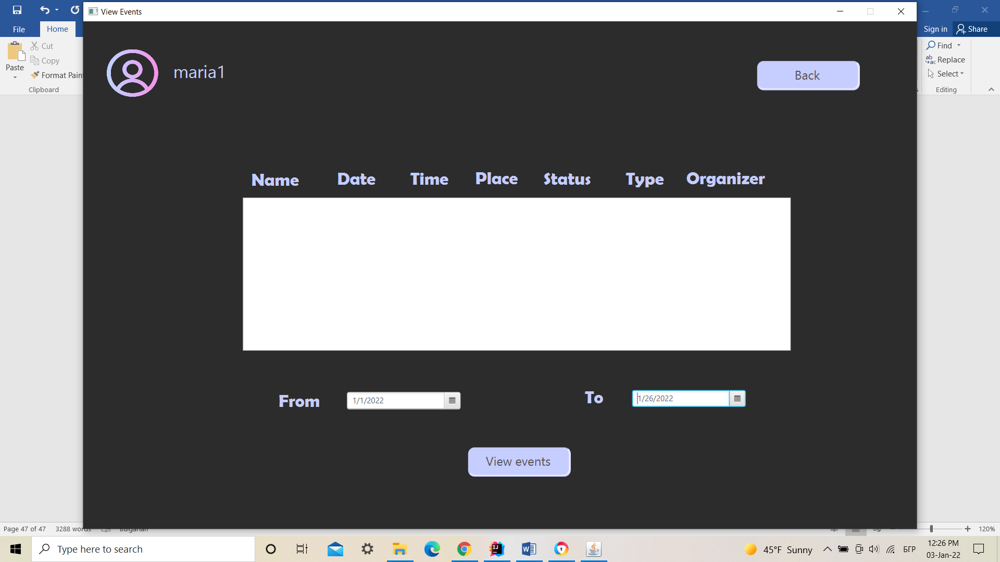 View Events
File
Home
Sign in
Share
Cut
Copy
Paste
Format Pain
Clipboard
Find
Replace
Select
Editing
maria1
Back
Name Date Time Place Status Type Organizer
From 1/1/2022
To 1/26/2022
View events
Page 47 of 47 3288 words Bulgarian
120%
Type here to search
45°F Sunny
БГР
12:26 PM
03-Jan-22